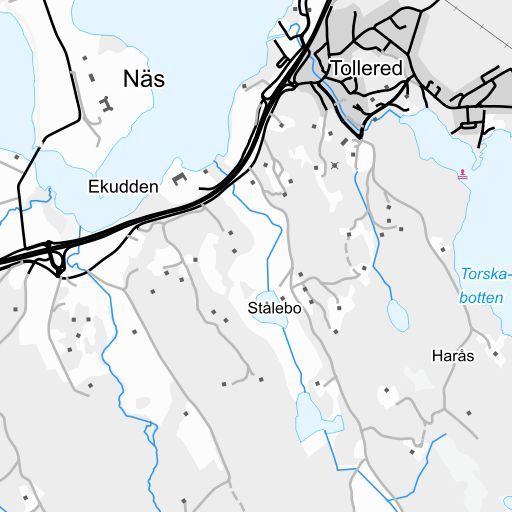 Tollered
Näs
Ekudden
Torska-
botten
Stålebo
Harås